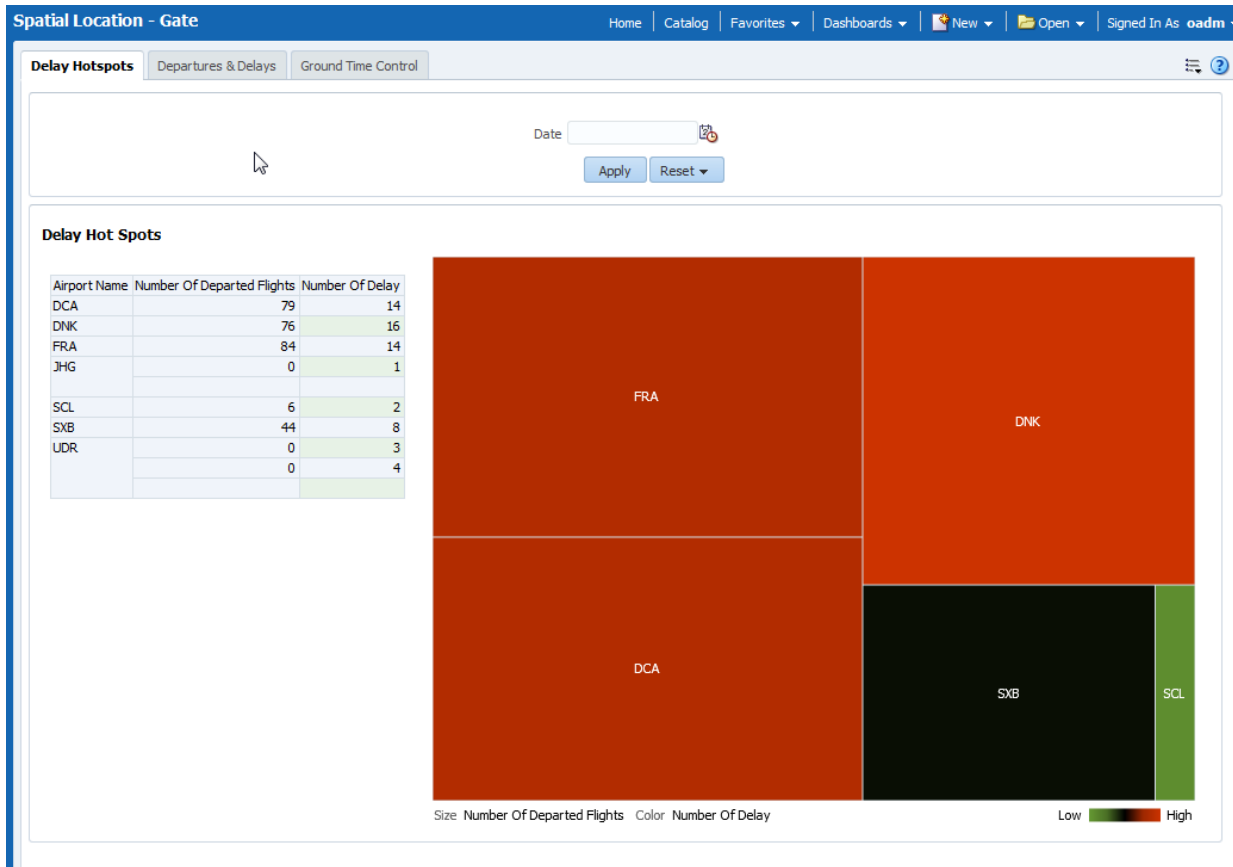 Spatial Location - Gate
Home Catalog Favorites Dashboards New Open Signed In As oadm
Delay Hotspots Departures & Delays Ground Time Control
Date
Apply Reset
Delay Hot Spots
Airport Name Number Of Departed Flights Number Of Delay
DCA 79 14
DNK 76 16
FRA 84 14
JHG 0 1
SCL 6 2
SXB 44 8
UDR 0 3
0 4
FRA
DNK
DCA
SXB
SCL
Size Number Of Departed Flights Color Number Of Delay
Low High